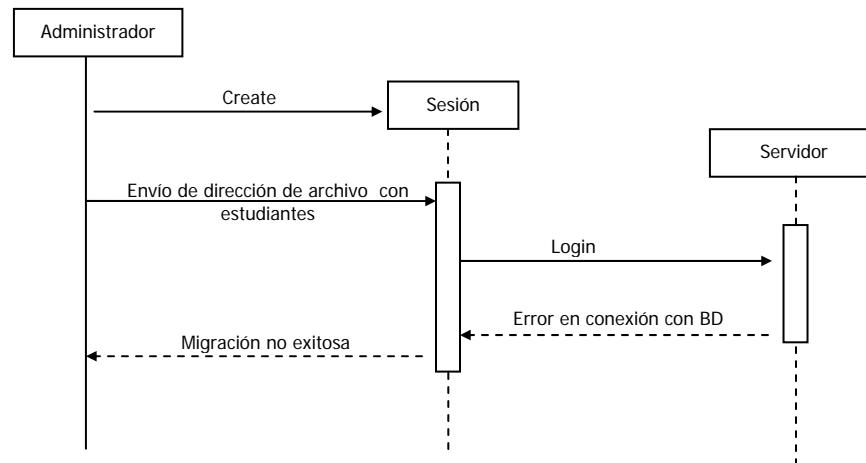 Administrador
Create
Sesión
Servidor
Envío de dirección de archivo con
estudiantes
Login
Error en conexión con BD
Migración no exitosa